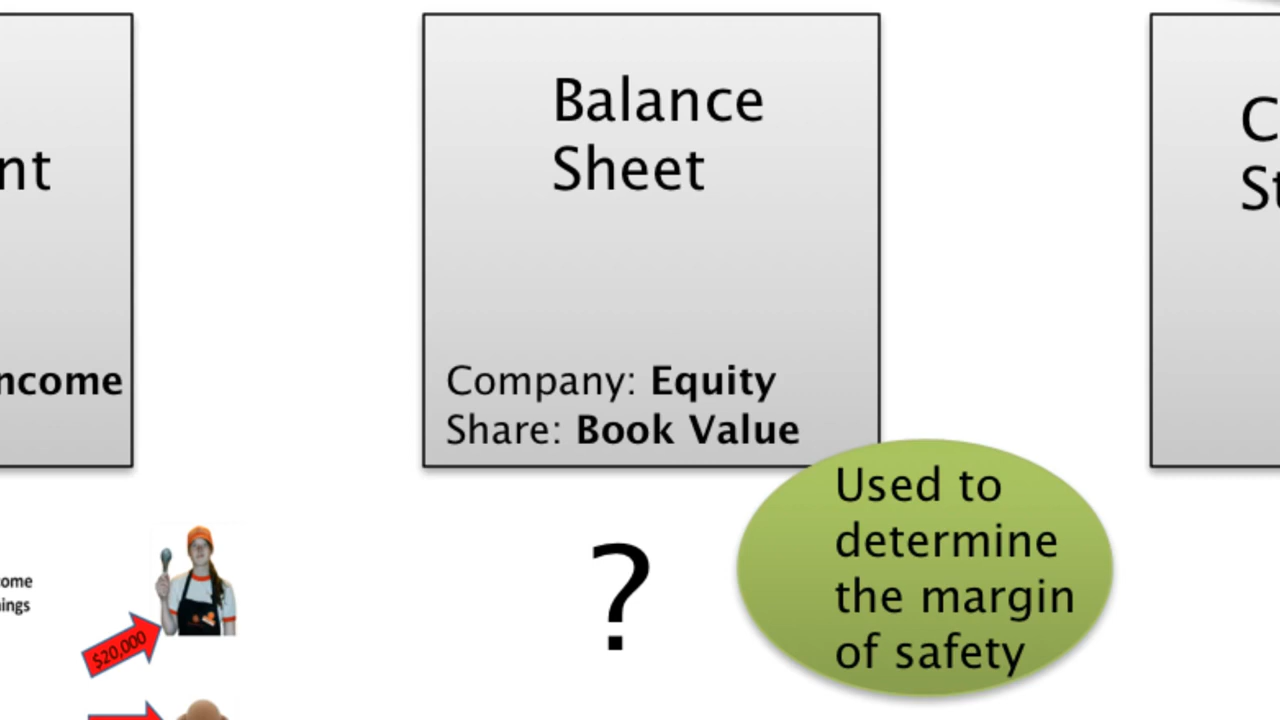 nt
ncome
Balance
Sheet
Company: Equity
Share: Book Value
C
St
Used to
determine
the margin
of safety
?
ome
ings
$20,000